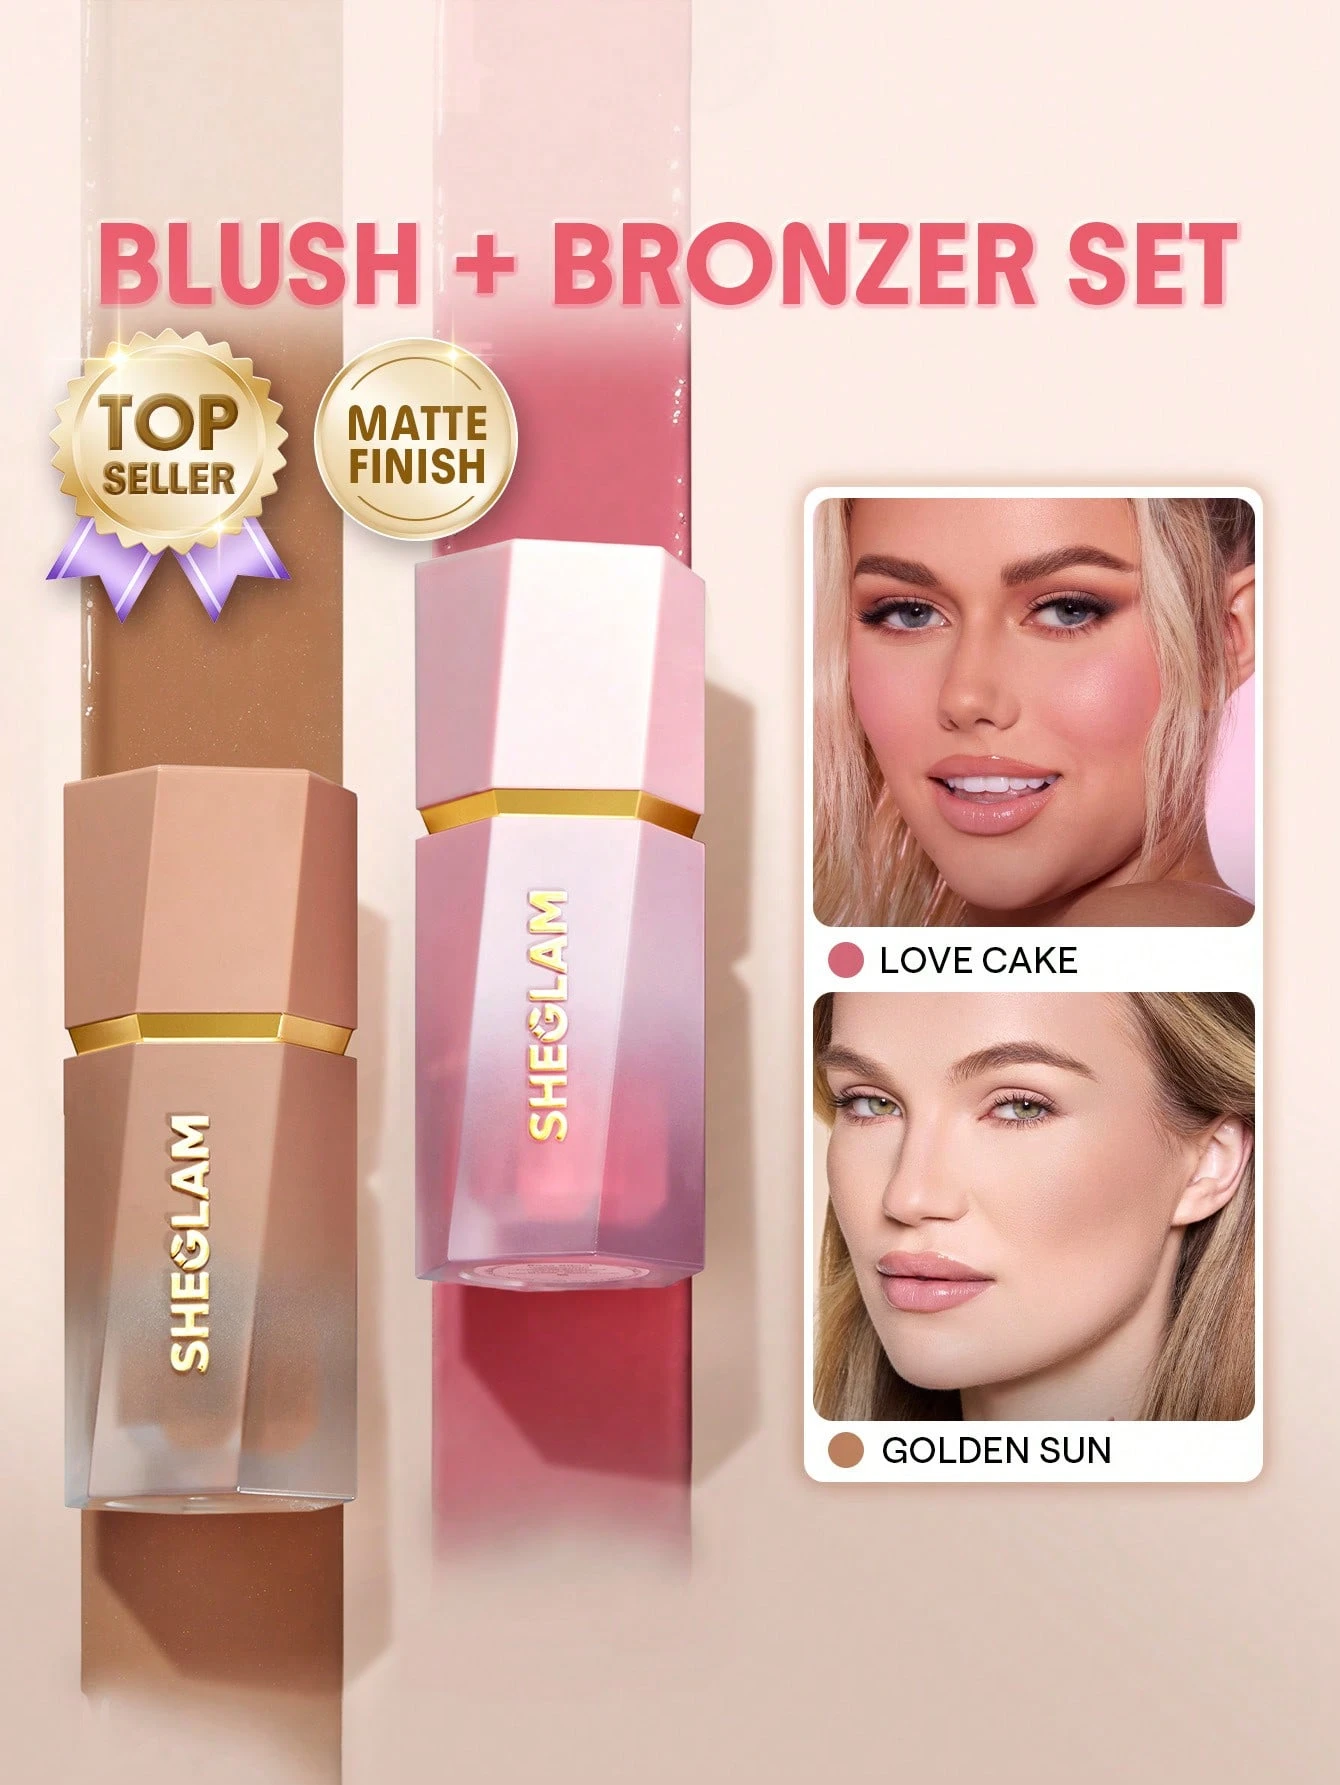 BLUSH + BRONZER SET
TOP
SELLER
MATTE
FINISH
SHEGLAM
SHEGLAM
LOVE CAKE
GOLDEN SUN